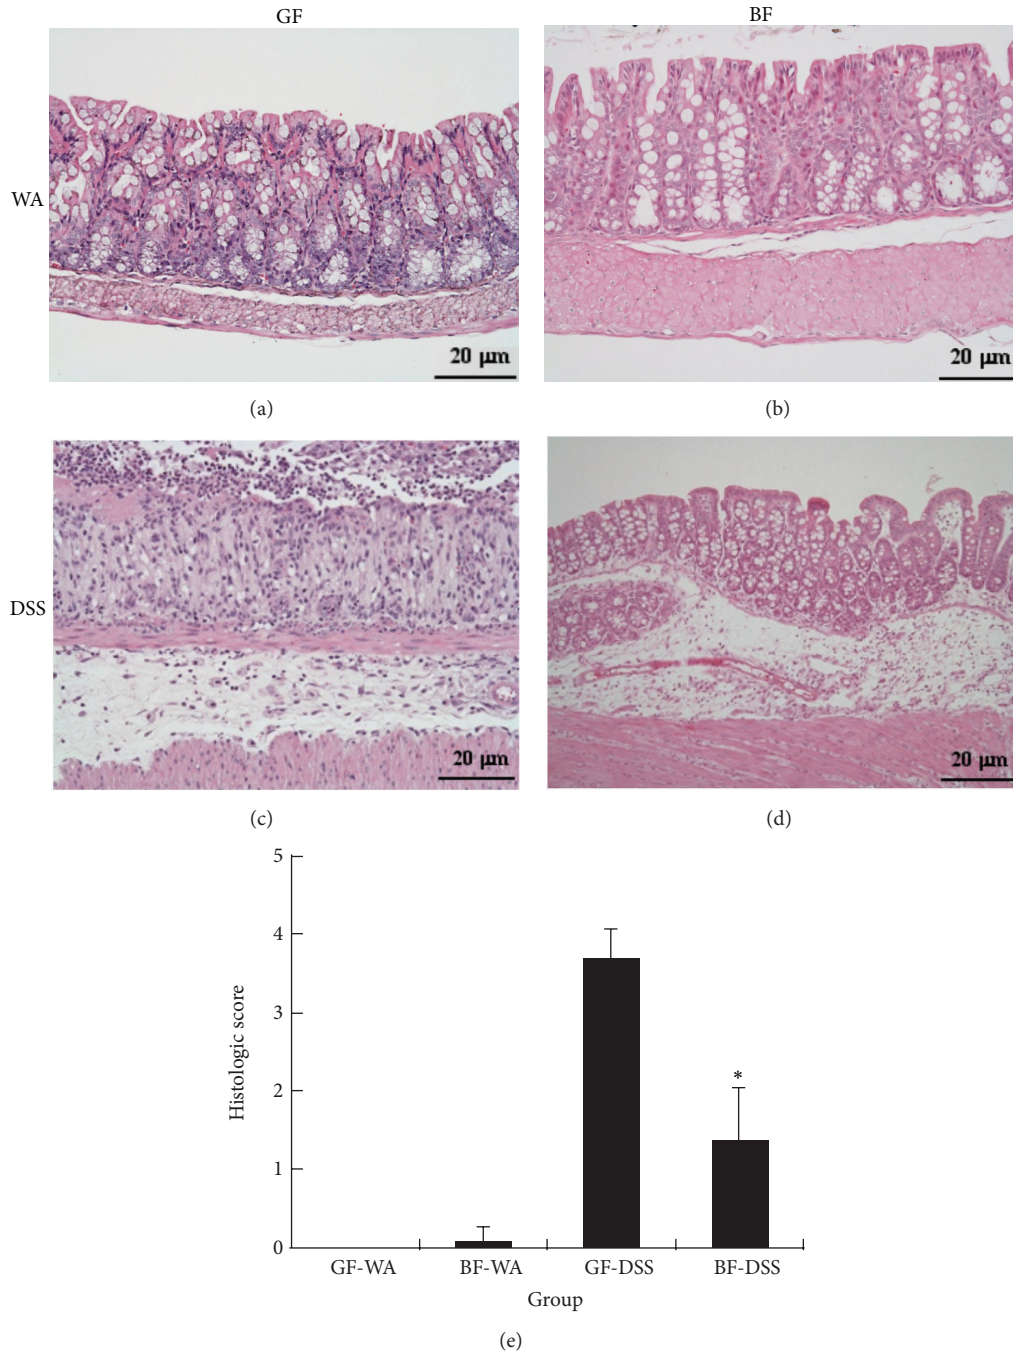 GF
BF
WA
20 µm
20 µm
(a)
(b)
DSS
20 µm
20 µm
(c)
(d)
5
4
3
2
1
0
Histologic score
*
GF-WA
BF-WA
GF-DSS
BF-DSS
Group
(e)